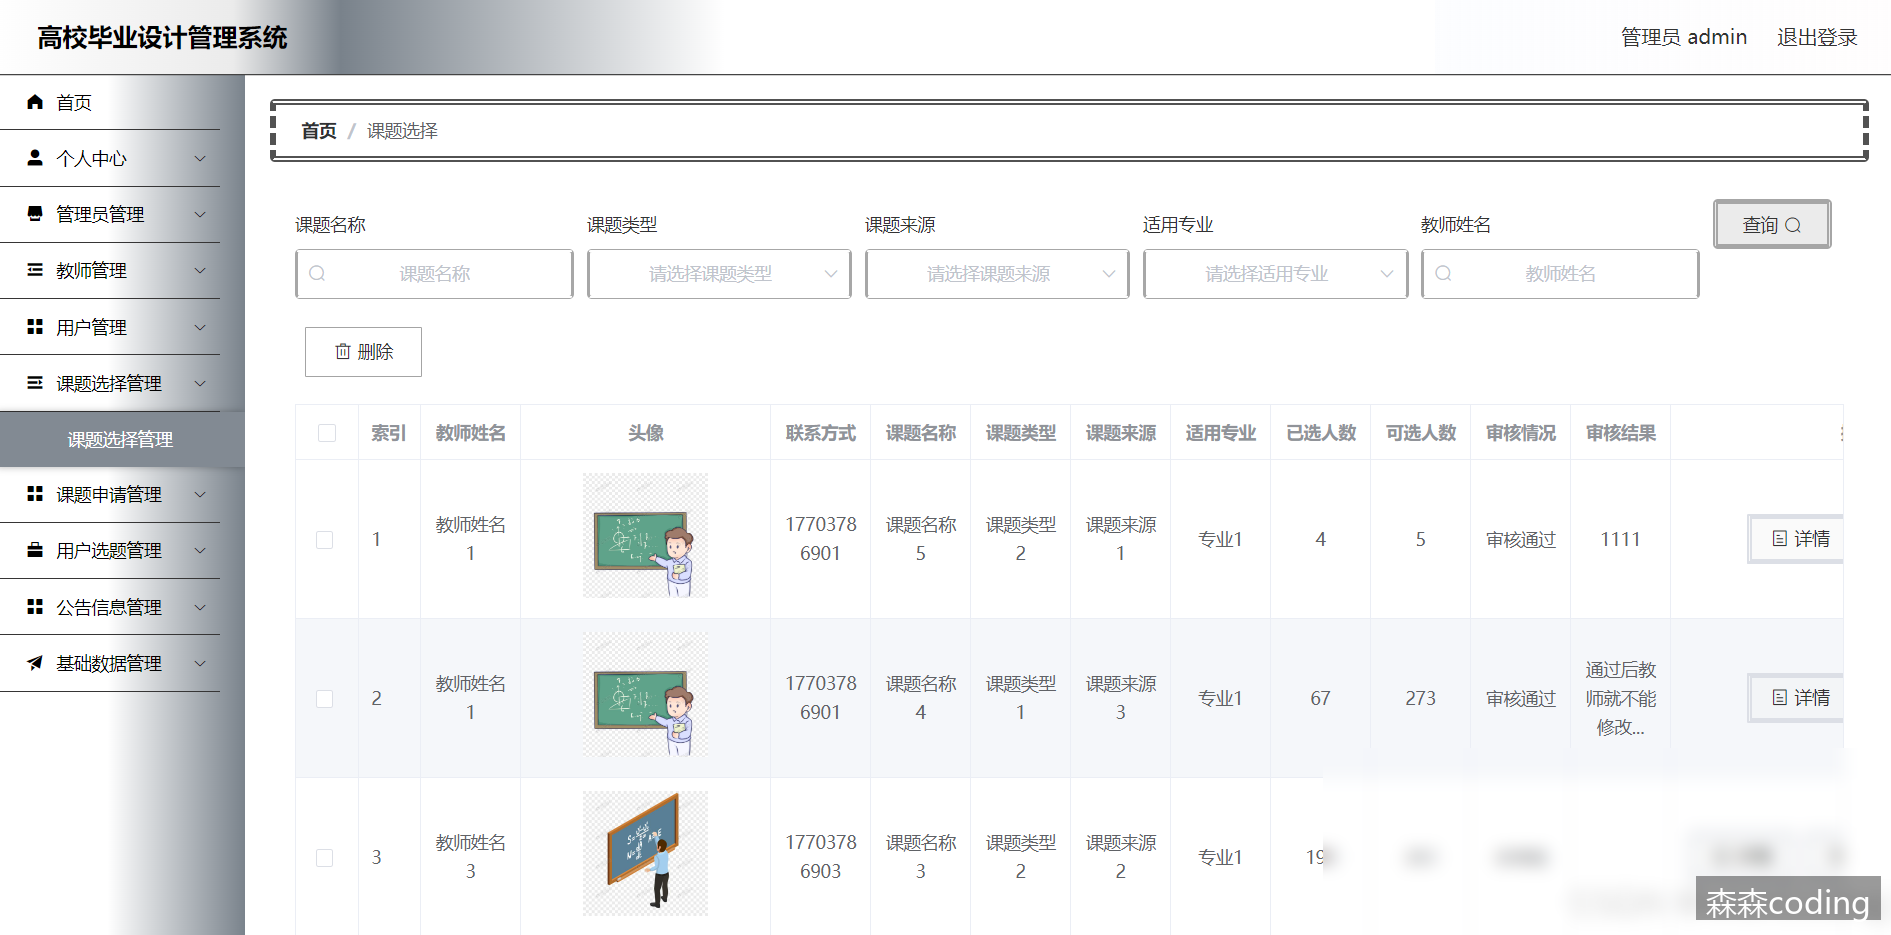 高校毕业设计管理系统
管理员 admin
退出登录
首页
个人中心
管理员管理
教师管理
用户管理
课题选择管理
课题选择管理
课题申请管理
用户选题管理
公告信息管理
基础数据管理
首页 / 课题选择
课题名称
课题类型
课题来源
适用专业
教师姓名
查询
课题名称
请选择课题类型
请选择课题来源
请选择适用专业
教师姓名
删除
索引 教师姓名 头像 联系方式 课题名称 课题类型 课题来源 适用专业 已选人数 可选人数 审核情况 审核结果
1
教师姓名
1
1770378
6901
课题名称
5
课题类型
2
课题来源
1
专业1
4
5
审核通过
1111
详情
2
教师姓名
1
1770378
6901
课题名称
4
课题类型
1
课题来源
3
专业1
67
273
审核通过
通过后教
师就不能
修改...
详情
3
教师姓名
3
1770378
6903
课题名称
3
课题类型
2
课题来源
2
专业1
森森coding